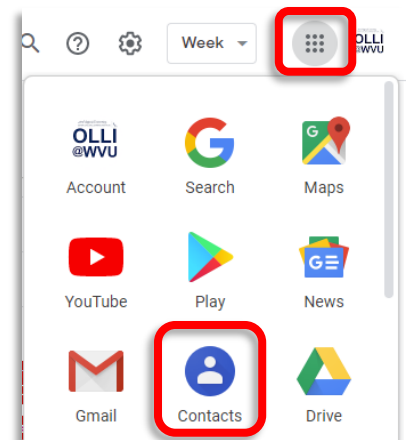 Week
OLLI
@WVU
OLLI
@WVU
Account
Search
G
Maps
YouTube
Play
G
News
Gmail
Contacts
Drive